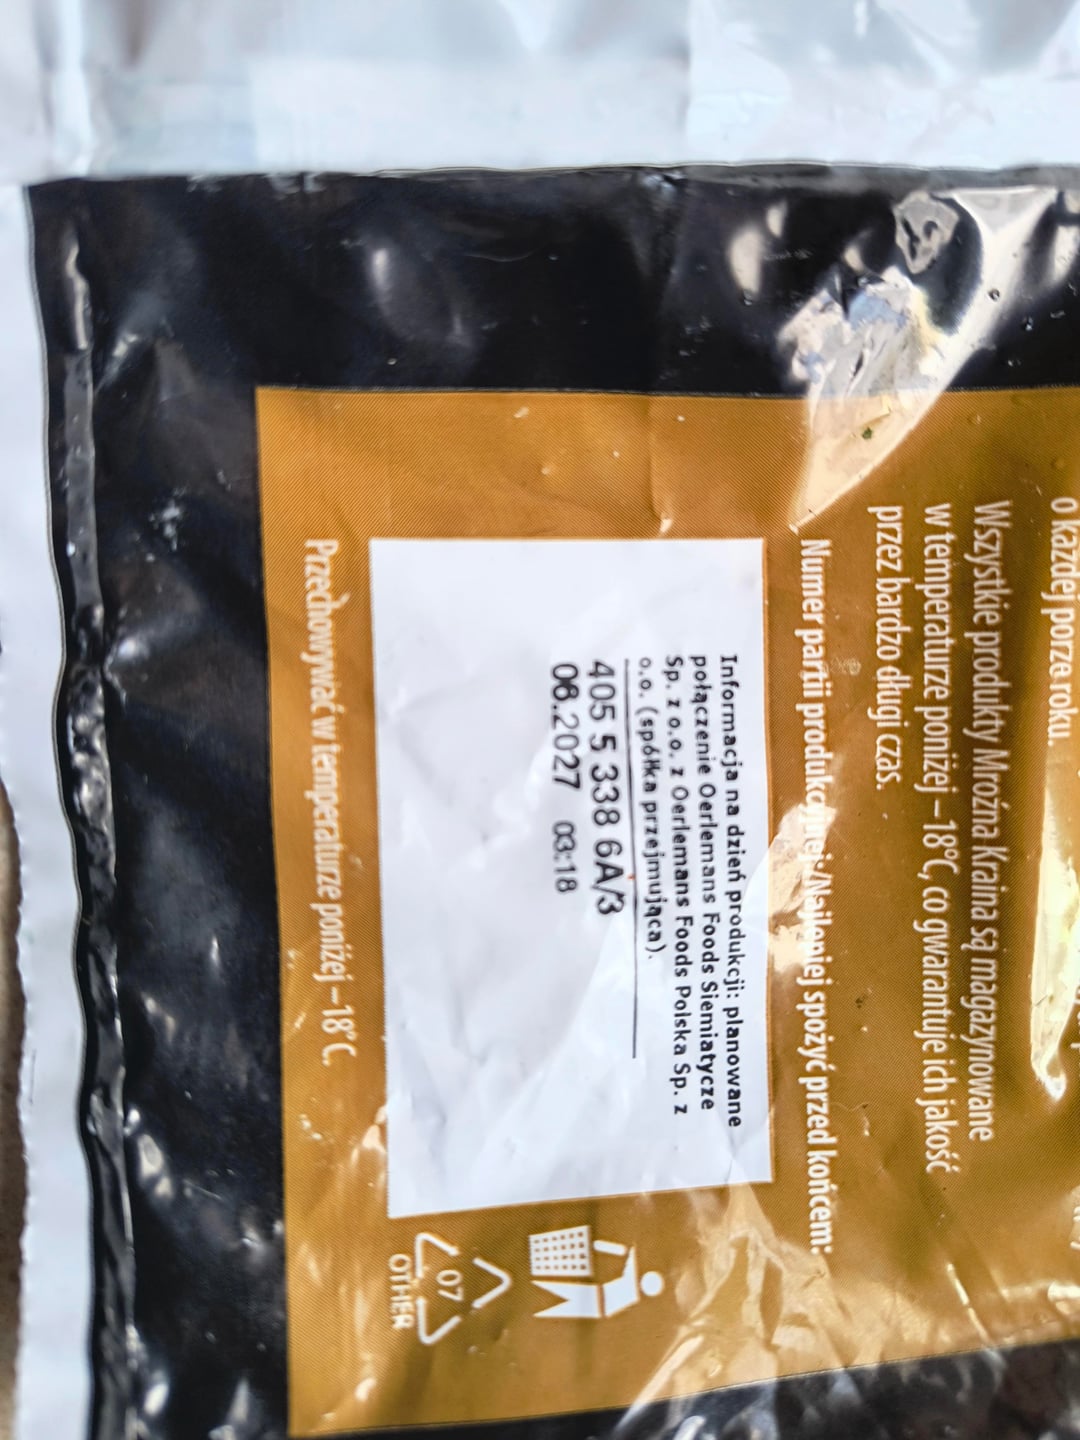 o każdej porze roku.
Wszystkie produkty Mroźna Kraina są magazynowane
w temperaturze poniżej –18°C, co gwarantuje ich jakość
przez bardzo długi czas.
Numer partii produkcyjnej/Najlepiej spożyć przed końcem:
Informacja na dzień produkcji: planowane
połączenie Oerlemans Foods Siemiatycze
Sp. z o.o. z Oerlemans Foods Polska Sp. z
o.o. (spółka przejmująca).
405 5 338 6A/3
06.2027 03:18
Przechowywać w temperaturze poniżej –18°C.
07
OTHER